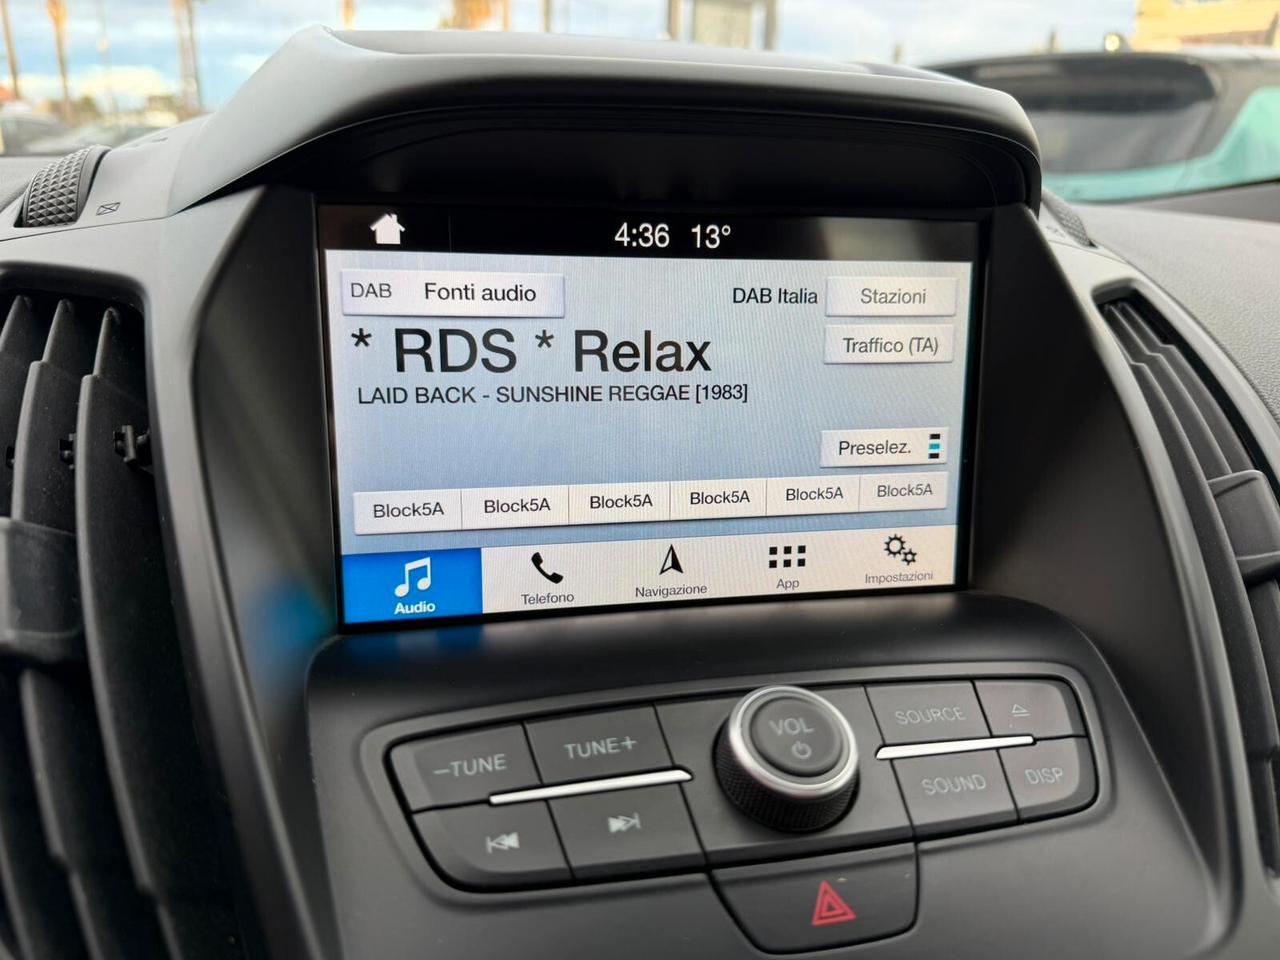 4:36 13°
DAB Fonti audio
DAB Italia
Stazioni
* RDS * Relax
Traffico (TA)
LAID BACK - SUNSHINE REGGAE [1983]
Preselez.
Block5A Block5A Block5A Block5A Block5A Block5A
Audio Telefono Navigazione App Impostazioni
−TUNE TUNE+ VOL SOURCE
SOUND DISP